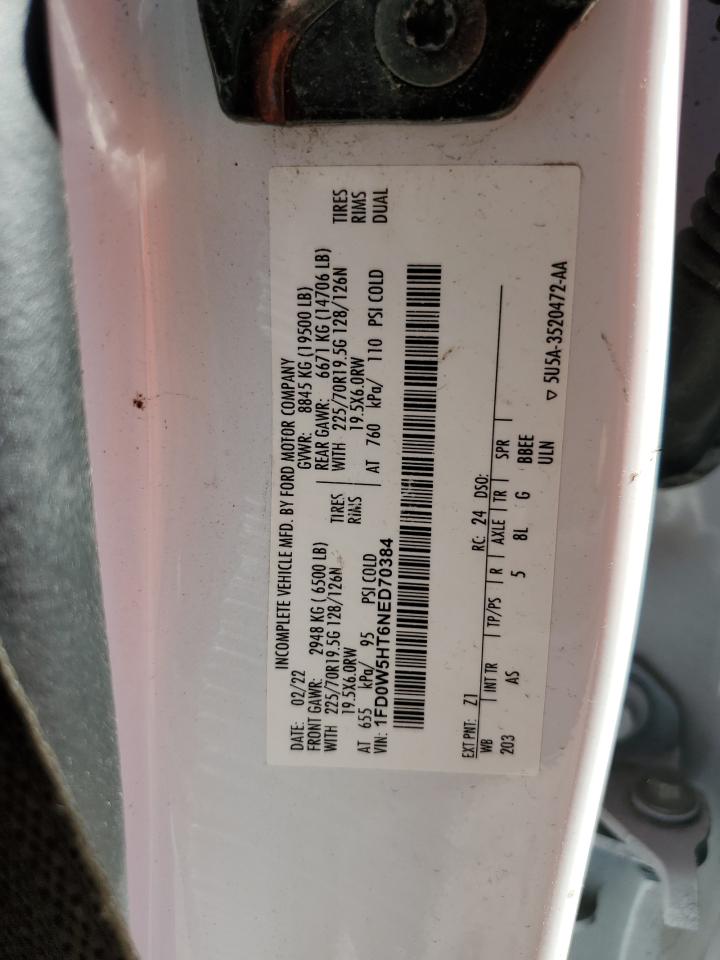 INCOMPLETE VEHICLE MFD. BY FORD MOTOR COMPANY
DATE: 02/22 GVWR: 8845 KG (19500 LB)
FRONT GAWR: 2948 KG ( 6500 LB) REAR GAWR: 6671 KG (14706 LB)
WITH 225/70R19.5G 128/126N TIRES WITH 225/70R19.5G 128/126N TIRES
19.5X6.0RW RIMS 19.5X6.0RW RIMS
AT 655 kPa/ 95 PSI COLD AT 760 kPa/ 110 PSI COLD DUAL
VIN: 1FD0W5HT6NED70384
EXT PNT: Z1 RC: 24 DSO:
WB INT TR TP/PS R AXLE TR SPR
203 AS 5 8L G BBEE
ULN
▽ 5U5A-3520472-AA